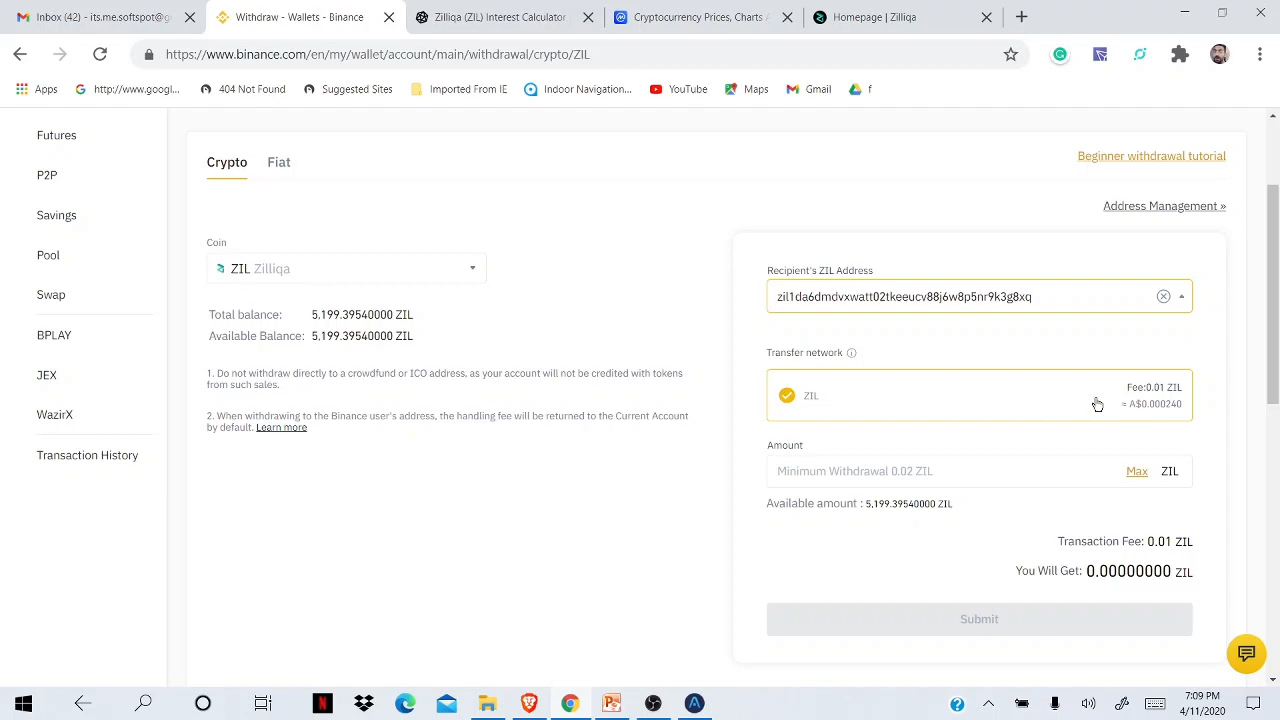 Inbox (42) - its.me.softspot@g
Withdraw - Wallets - Binance
Zilliqa (ZIL) Interest Calculator
Cryptocurrency Prices, Charts
Homepage | Zilliqa
https://www.binance.com/en/my/wallet/account/main/withdrawal/crypto/ZIL
Apps
http://www.googl...
404 Not Found
Suggested Sites
Imported From IE
Indoor Navigation...
YouTube
Maps
Gmail
f
Futures
P2P
Savings
Pool
Swap
BPLAY
JEX
WazirX
Transaction History
Crypto
Fiat
Beginner withdrawal tutorial
Address Management »
Coin
ZIL Zilliqa
Total balance: 5,199.39540000 ZIL
Available Balance: 5,199.39540000 ZIL
1. Do not withdraw directly to a crowdfund or ICO address, as your account will not be credited with tokens
from such sales.
2. When withdrawing to the Binance user's address, the handling fee will be returned to the Current Account
by default. Learn more
Recipient's ZIL Address
zil1da6dmdvxwatt02tkeeucv88j6w8p5nr9k3g8xq
Transfer network
ZIL
Fee:0.01 ZIL
≈ A$0.000240
Amount
Minimum Withdrawal 0.02 ZIL
Max ZIL
Available amount : 5,199.39540000 ZIL
Transaction Fee: 0.01 ZIL
You Will Get: 0.00000000 ZIL
Submit
7:09 PM
4/11/2020